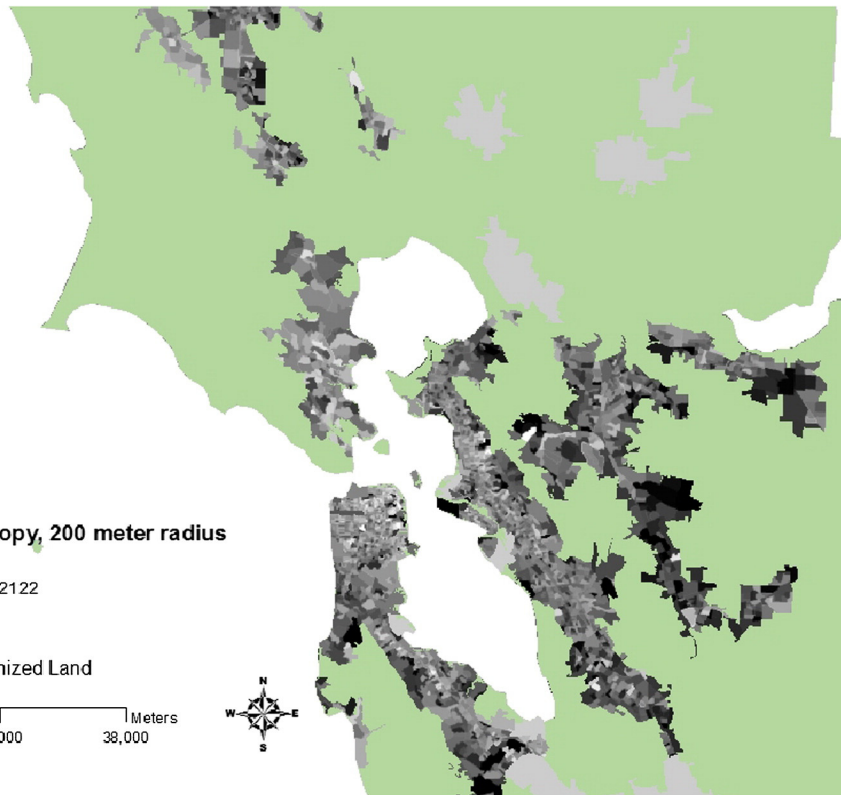 opy, 200 meter radius
2122
nized Land
Meters
000
38,000
N
W
E
S